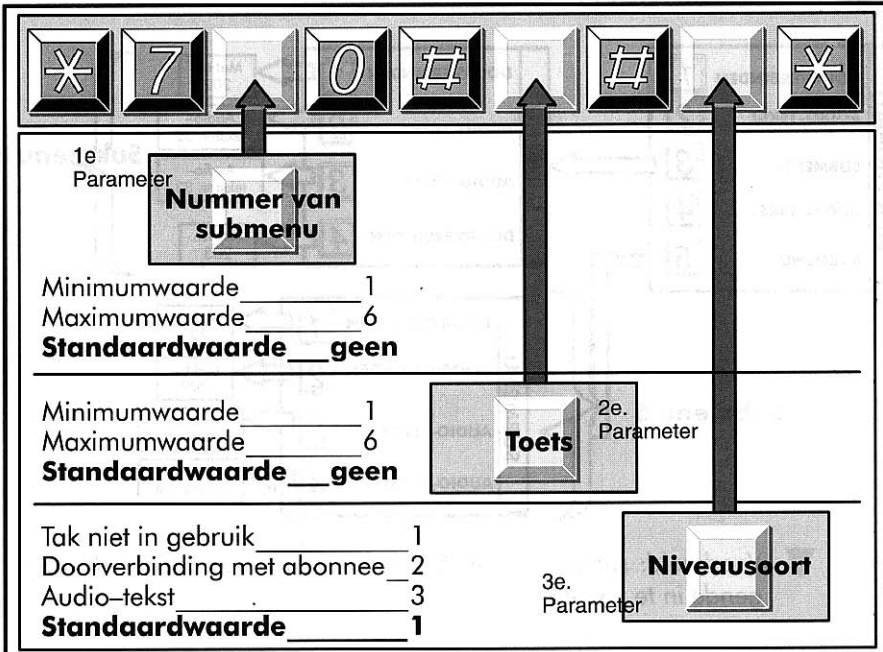 * 7 0 # # *
1e
Parameter
Nummer van
submenu
Minimumwaarde 1
Maximumwaarde 6
Standaardwaarde geen
Minimumwaarde 1
Maximumwaarde 6
Standaardwaarde geen
Toets
2e.
Parameter
Tak niet in gebruik 1
Doorverbinding met abonnee 2
Audio–tekst 3
Standaardwaarde 1
3e.
Parameter
Niveausoort